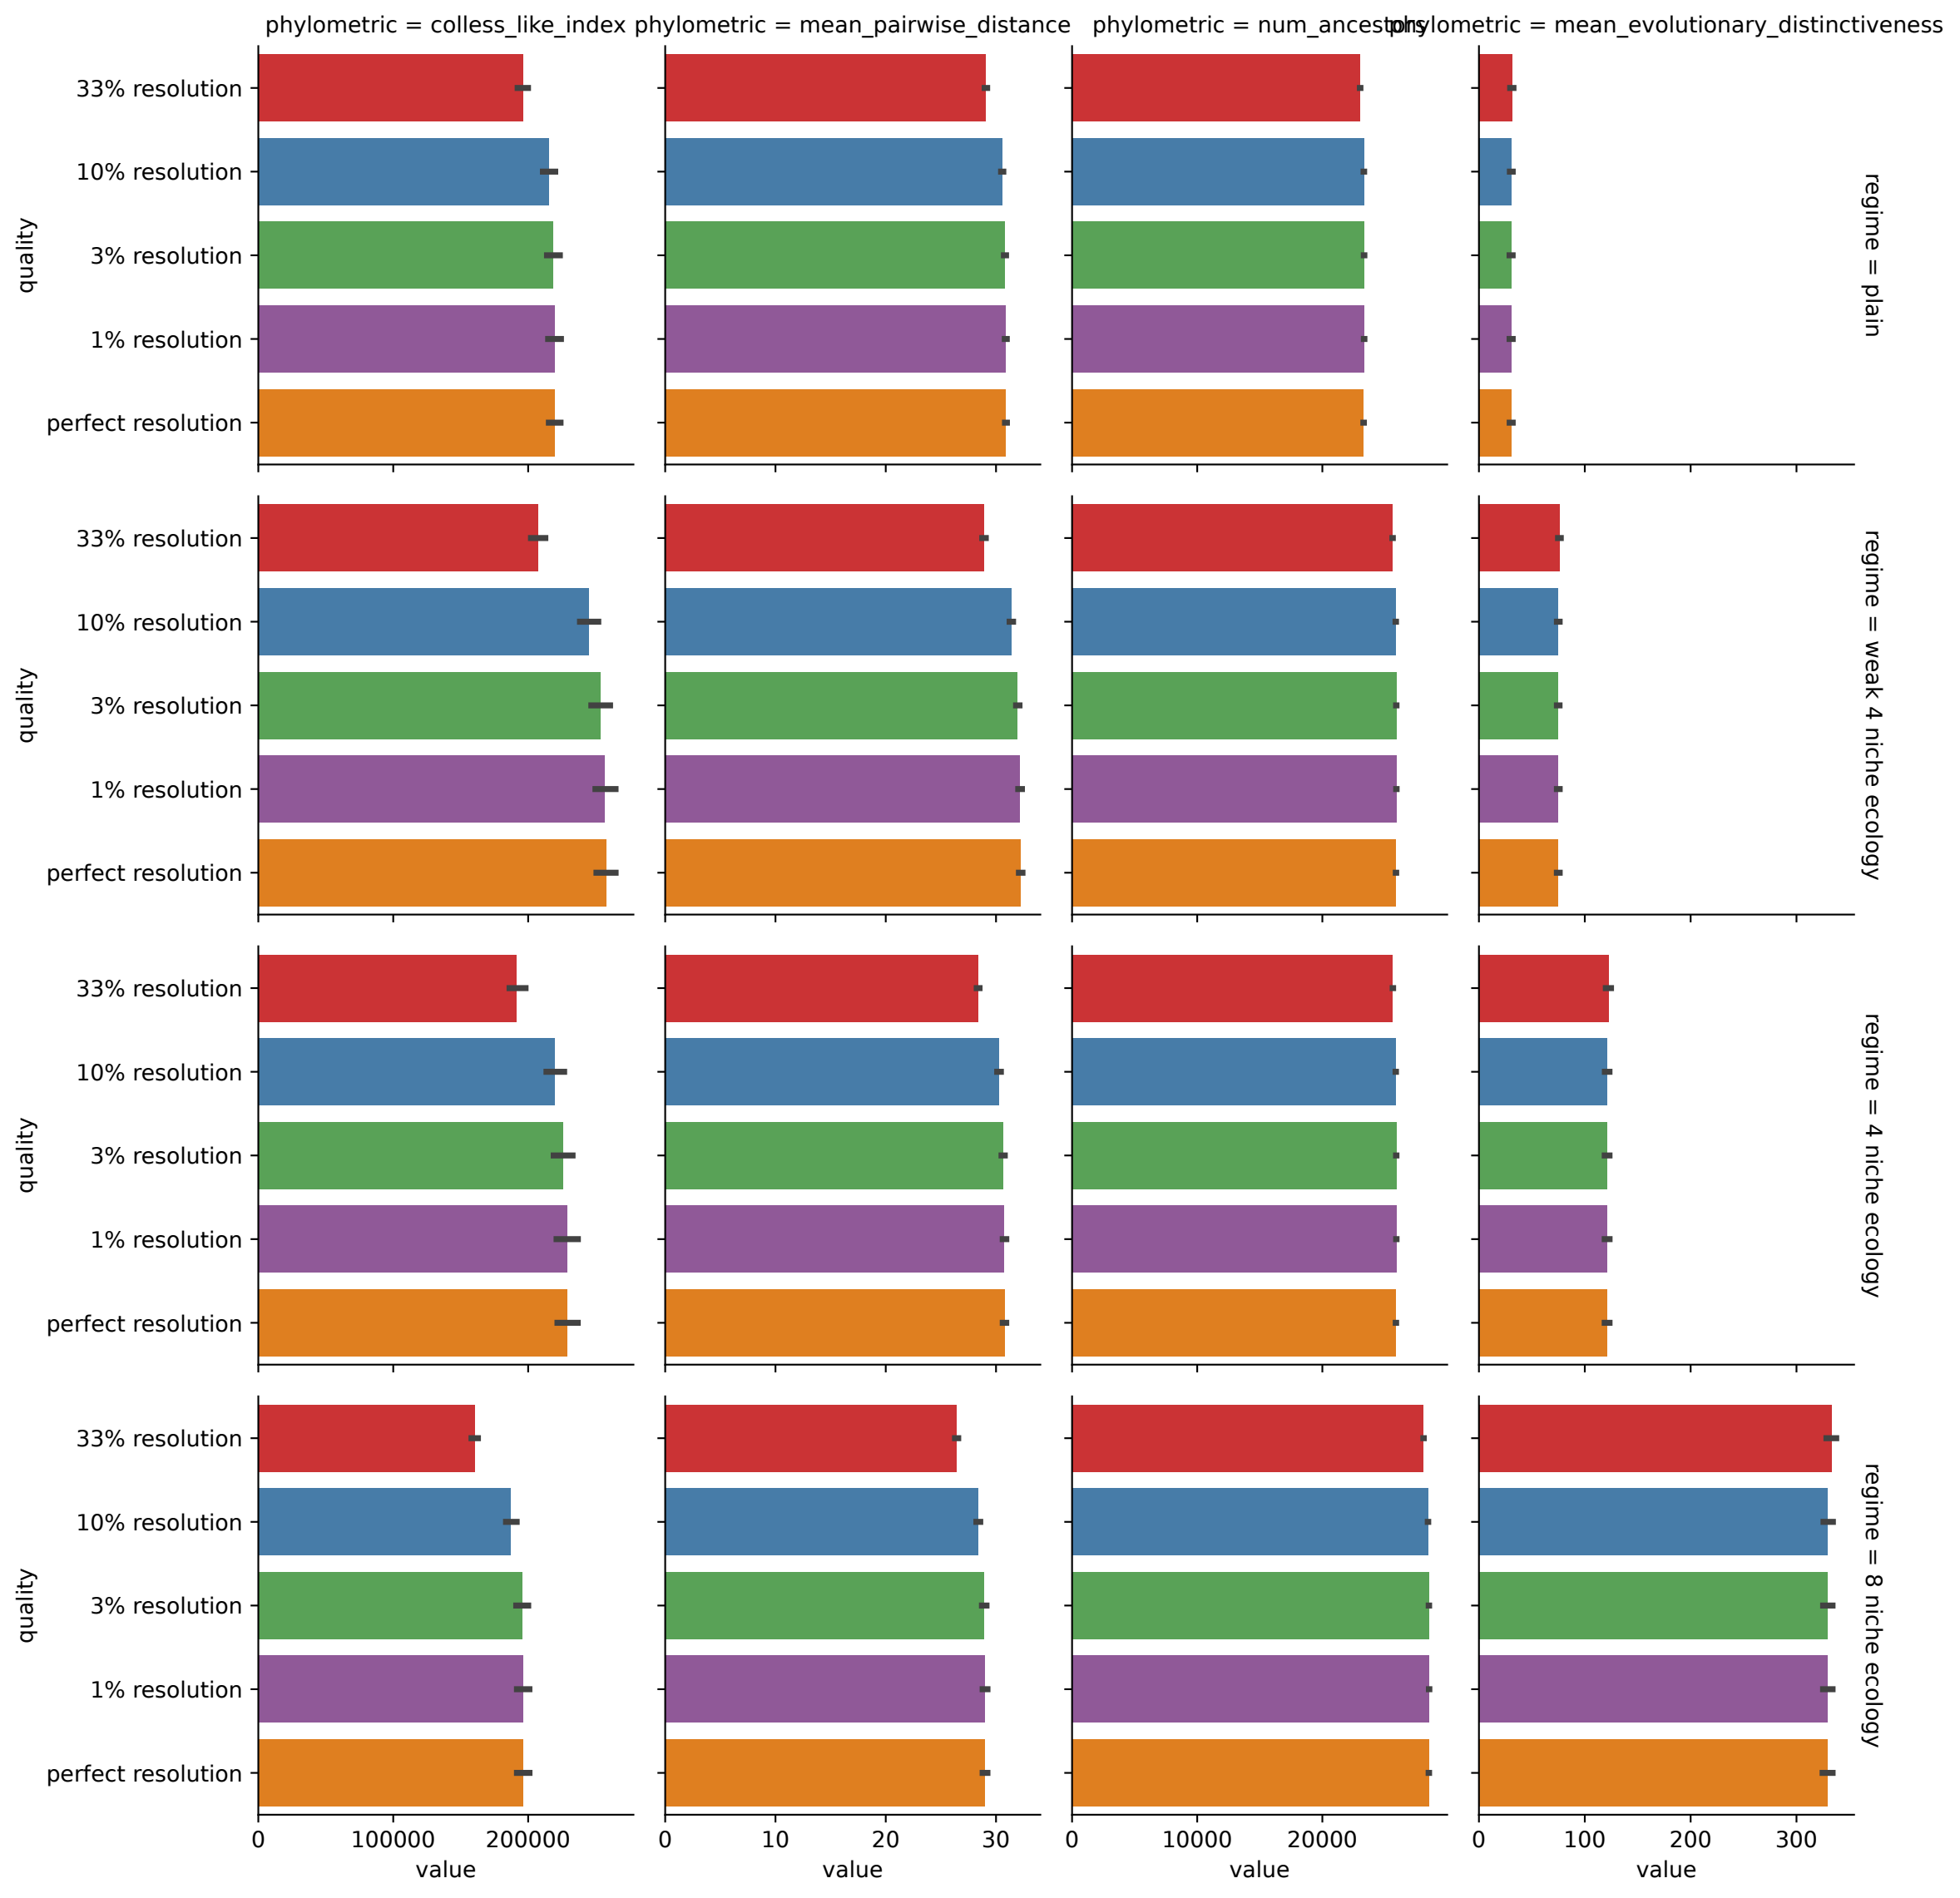 phylometric = colless_like_index
phylometric = mean_pairwise_distance
phylometric = num_ancestors
phylometric = mean_evolutionary_distinctiveness
quality
33% resolution
10% resolution
3% resolution
1% resolution
perfect resolution
regime = plain
quality
33% resolution
10% resolution
3% resolution
1% resolution
perfect resolution
regime = weak 4 niche ecology
quality
33% resolution
10% resolution
3% resolution
1% resolution
perfect resolution
regime = 4 niche ecology
quality
33% resolution
10% resolution
3% resolution
1% resolution
perfect resolution
regime = 8 niche ecology
0 100000 200000
0 10 20 30
0 10000 20000
0 100 200 300
value
value
value
value